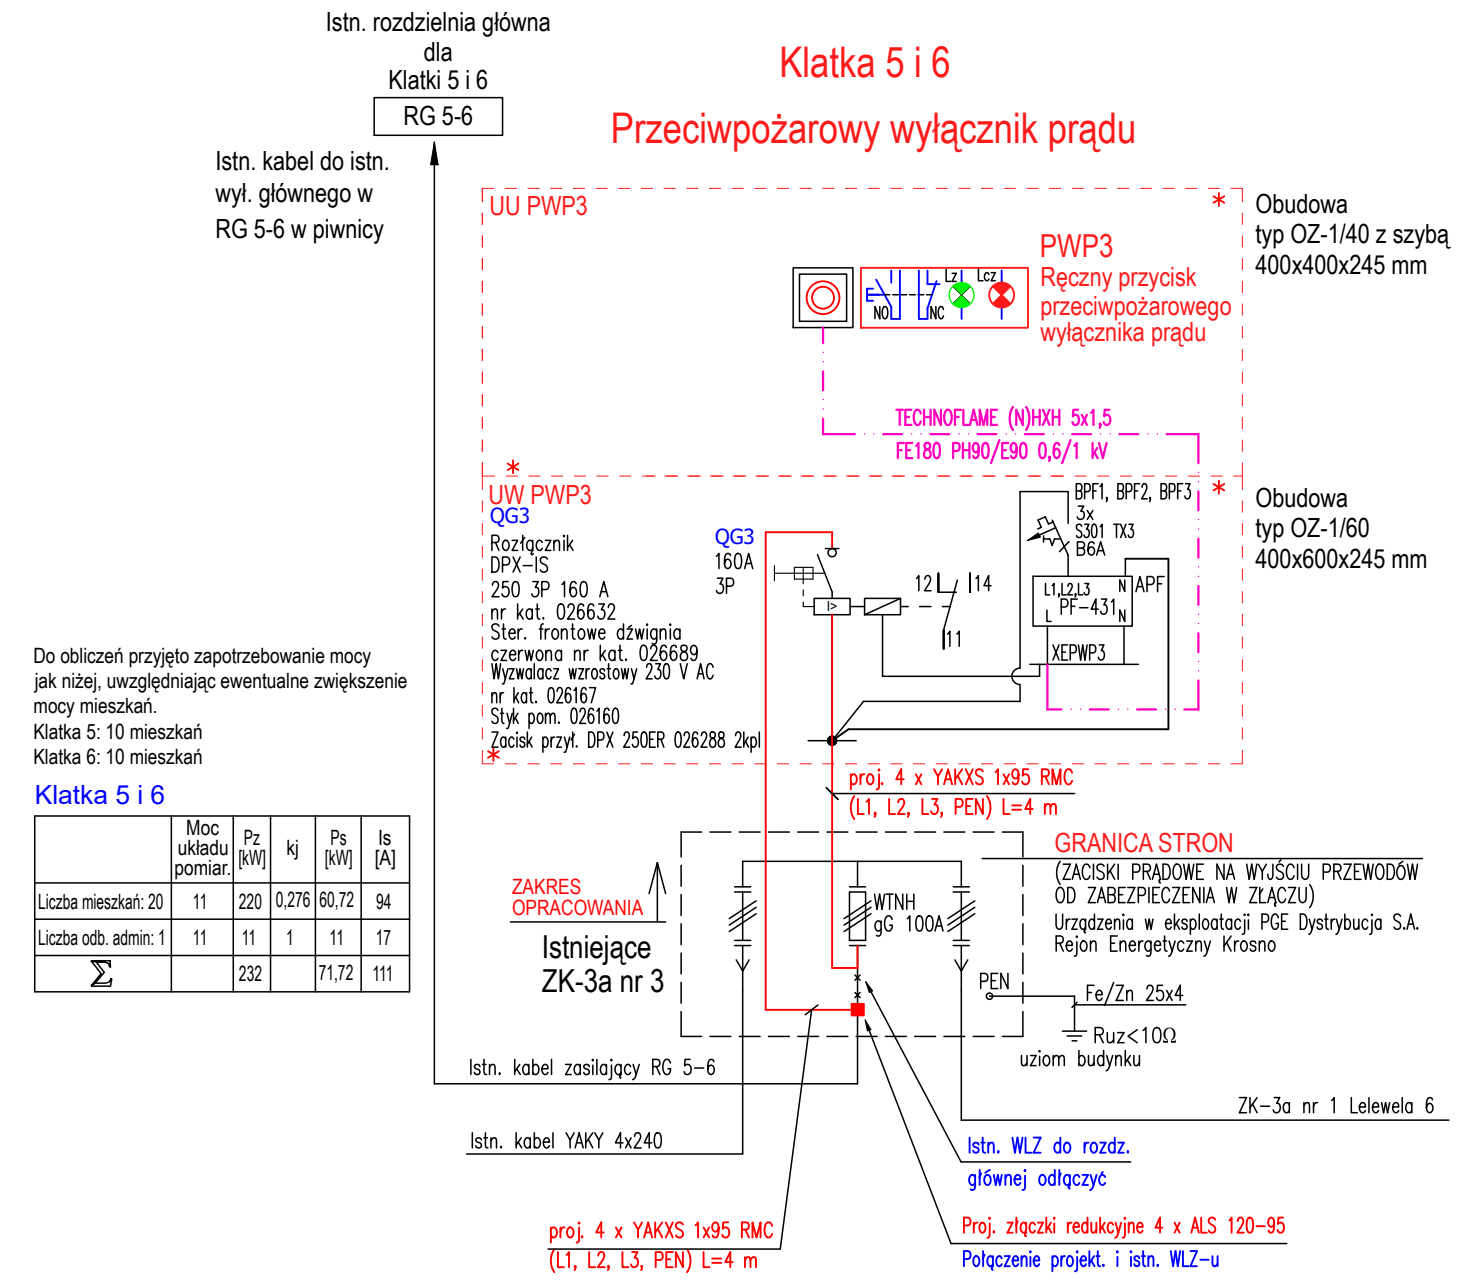 Istn. rozdzielnia główna
dla
Klatki 5 i 6
RG 5-6
Klatka 5 i 6
Przeciwpożarowy wyłącznik prądu
Istn. kabel do istn.
wył. głównego w
RG 5-6 w piwnicy
UU PWP3
*
Obudowa
typ OZ-1/40 z szybą
400x400x245 mm
PWP3
Ręczny przycisk
przeciwpożarowego
wyłącznika prądu
Lz
Lcz
NO
NC
TECHNOFLAME (N)HXH 5x1,5
FE180 PH90/E90 0,6/1 kV
*
UW PWP3
*
Obudowa
typ OZ-1/60
400x600x245 mm
QG3
Rozłącznik
DPX-IS
250 3P 160 A
nr kat. 026632
Ster. frontowe dźwignia
czerwona nr kat. 026689
Wyzwalacz wzrostowy 230 V AC
nr kat. 026167
Styk pom. 026160
Zacisk przył. DPX 250ER 026288 2kpl
*
QG3
160A
3P
I>
12
14
11
BPF1, BPF2, BPF3
3x
S301 TX3
B6A
L1,L2,L3
N
APF
PF-431
L
N
XEPWP3
proj. 4 x YAKXS 1x95 RMC
(L1, L2, L3, PEN) L=4 m
Do obliczeń przyjęto zapotrzebowanie mocy
jak niżej, uwzględniając ewentualne zwiększenie
mocy mieszkań.
Klatka 5: 10 mieszkań
Klatka 6: 10 mieszkań
Klatka 5 i 6
Moc układu pomiar. Pz [kW] kj Ps [kW] Is [A]
Liczba mieszkań: 20 11 220 0,276 60,72 94
Liczba odb. admin: 1 11 11 1 11 17
Σ 232 71,72 111
ZAKRES
OPRACOWANIA
Istniejące
ZK-3a nr 3
WTNH
gG 100A
GRANICA STRON
(ZACISKI PRĄDOWE NA WYJŚCIU PRZEWODÓW
OD ZABEZPIECZENIA W ZŁĄCZU)
Urządzenia w eksploatacji PGE Dystrybucja S.A.
Rejon Energetyczny Krosno
PEN
Fe/Zn 25x4
Ruz<10Ω
uziom budynku
Istn. kabel zasilający RG 5-6
ZK-3a nr 1 Lelewela 6
Istn. kabel YAKY 4x240
Istn. WLZ do rozdz.
głównej odłączyć
proj. 4 x YAKXS 1x95 RMC
(L1, L2, L3, PEN) L=4 m
Proj. złączki redukcyjne 4 x ALS 120-95
Połączenie projekt. i istn. WLZ-u